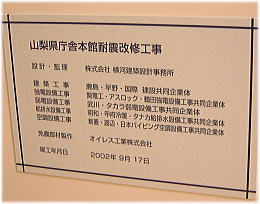 山梨県庁舎本館耐震改修工事
設計・監理 株式会社 横河建築設計事務所
建築工事 鹿島・早野・国際 建設共同企業体
強電設備工事 関電工・アスロック・鶴田強電設備工事共同企業体
弱電設備工事 武川・タカラ弱電設備工事共同企業体
給排水設備工事 明和・甲府冷暖・タナカ給排水設備工事共同企業体
空調設備工事 新菱・渡辺・日本パイピング空調設備工事共同企業体
免震部材製作 オイレス工業株式会社
竣工年月日 2002年9月17日